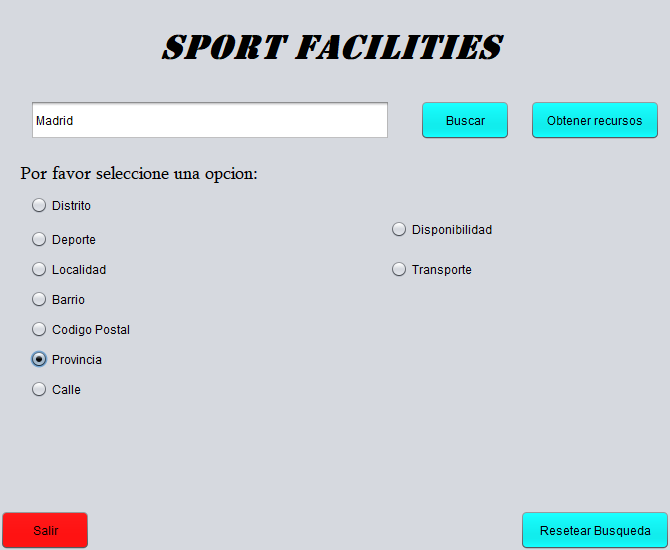 SPORT FACILITIES
Madrid
Buscar
Obtener recursos
Por favor seleccione una opcion:
Distrito
Deporte
Localidad
Barrio
Codigo Postal
Provincia
Calle
Disponibilidad
Transporte
Salir
Resetear Busqueda